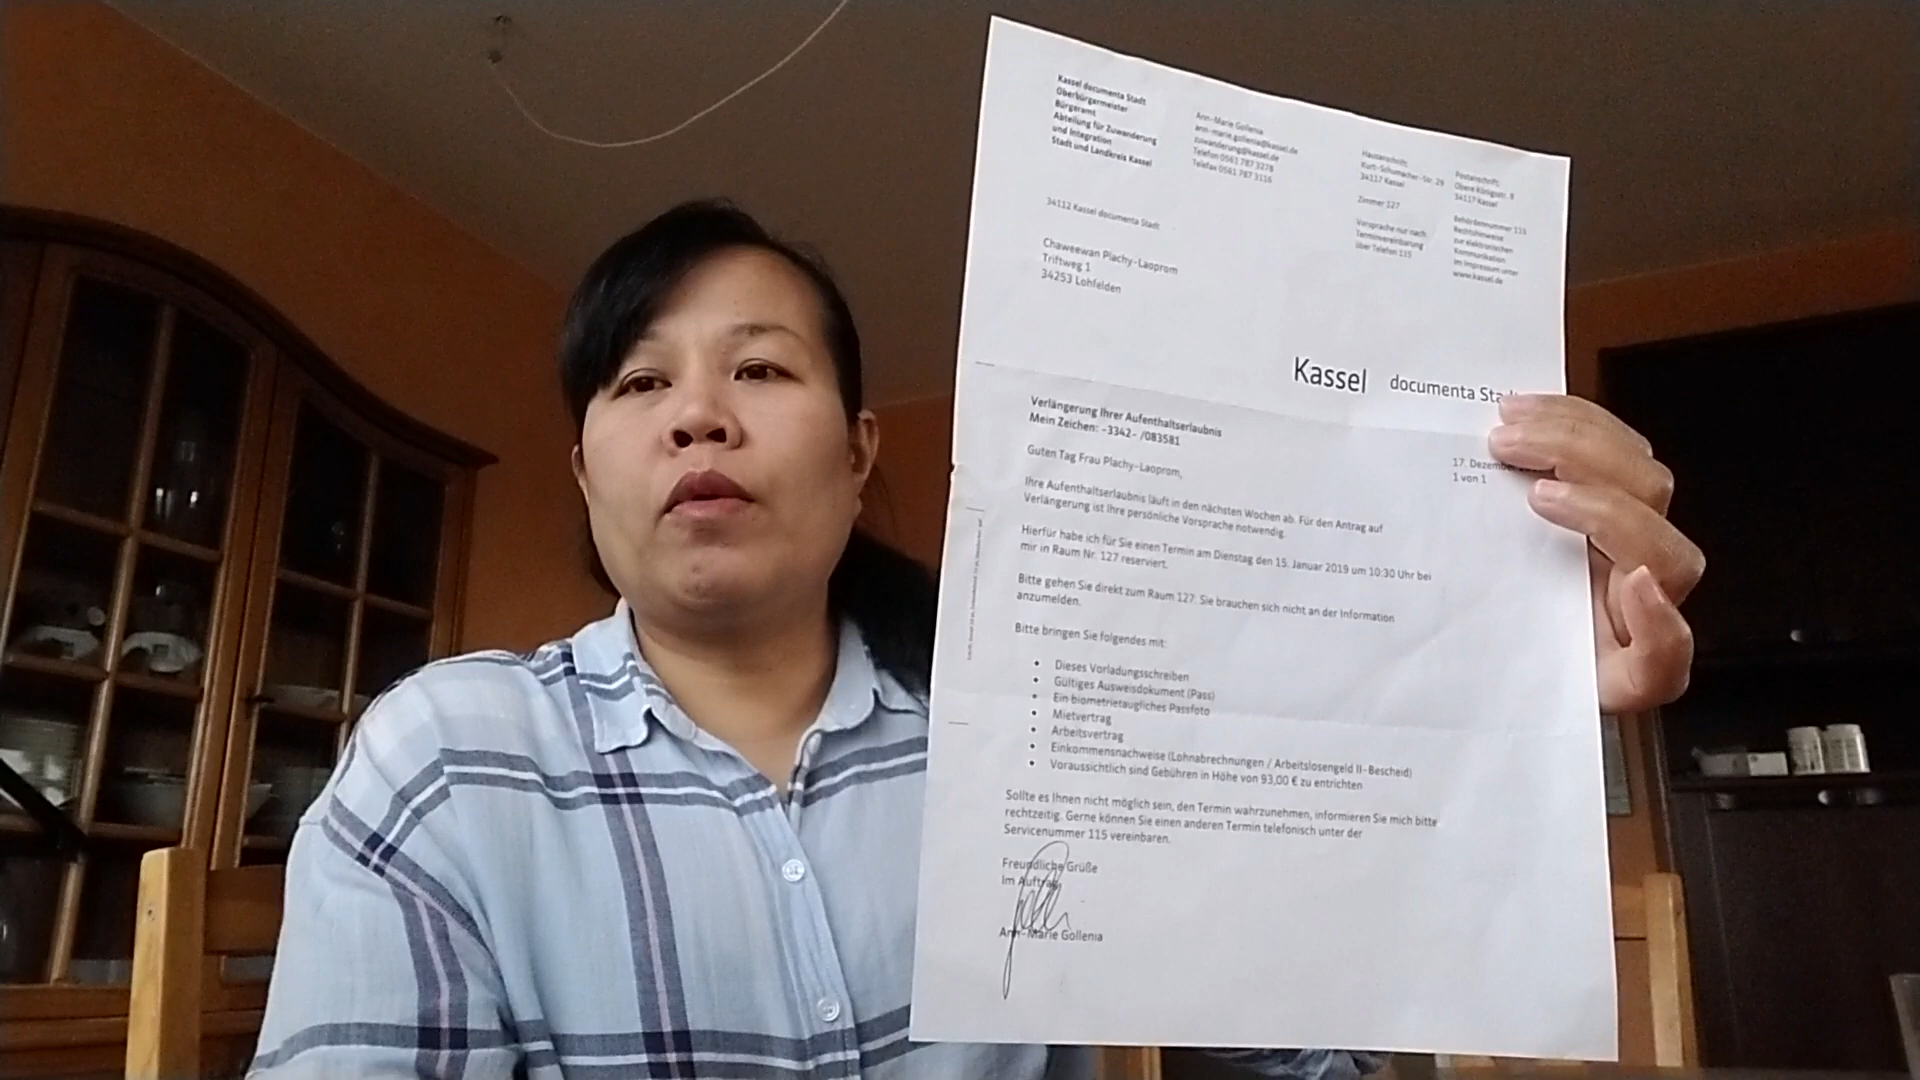 Kassel documenta Stadt
Oberbürgermeister
Bürgeramt
Abteilung für Zuwanderung
und Integration
Stadt und Landkreis Kassel
Ann-Marie Gollenia
ann-marie.gollenia@kassel.de
zuwanderung@kassel.de
Telefon 0561 787 3278
Telefax 0561 787 3116
Hausanschrift:
Kurt-Schumacher-Str. 29
34117 Kassel
Zimmer 127
Vorsprache nur nach
Terminvereinbarung
über Telefon 115
Postanschrift:
Obere Königsstr. 8
34117 Kassel
Behördennummer 115
Rechtshinweise
zur elektronischen
Kommunikation
im Impressum unter
www.kassel.de
34112 Kassel documenta Stadt
Chaweewan Plachy-Laoprom
Triftweg 1
34253 Lohfelden
Kassel documenta Sta
Verlängerung Ihrer Aufenthaltserlaubnis
Mein Zeichen: -3342- /083581
17. Dezember
1 von 1
Guten Tag Frau Plachy-Laoprom,
Ihre Aufenthaltserlaubnis läuft in den nächsten Wochen ab. Für den Antrag auf
Verlängerung ist Ihre persönliche Vorsprache notwendig.
Hierfür habe ich für Sie einen Termin am Dienstag den 15. Januar 2019 um 10:30 Uhr bei
mir in Raum Nr. 127 reserviert.
Bitte gehen Sie direkt zum Raum 127. Sie brauchen sich nicht an der Information
anzumelden.
Bitte bringen Sie folgendes mit:
• Dieses Vorladungsschreiben
• Gültiges Ausweisdokument (Pass)
• Ein biometrietaugliches Passfoto
• Mietvertrag
• Arbeitsvertrag
• Einkommensnachweise (Lohnabrechnungen / Arbeitslosengeld II-Bescheid)
• Voraussichtlich sind Gebühren in Höhe von 93,00 € zu entrichten
Sollte es Ihnen nicht möglich sein, den Termin wahrzunehmen, informieren Sie mich bitte
rechtzeitig. Gerne können Sie einen anderen Termin telefonisch unter der
Servicenummer 115 vereinbaren.
Freundliche Grüße
Im Auftrag
Ann-Marie Gollenia